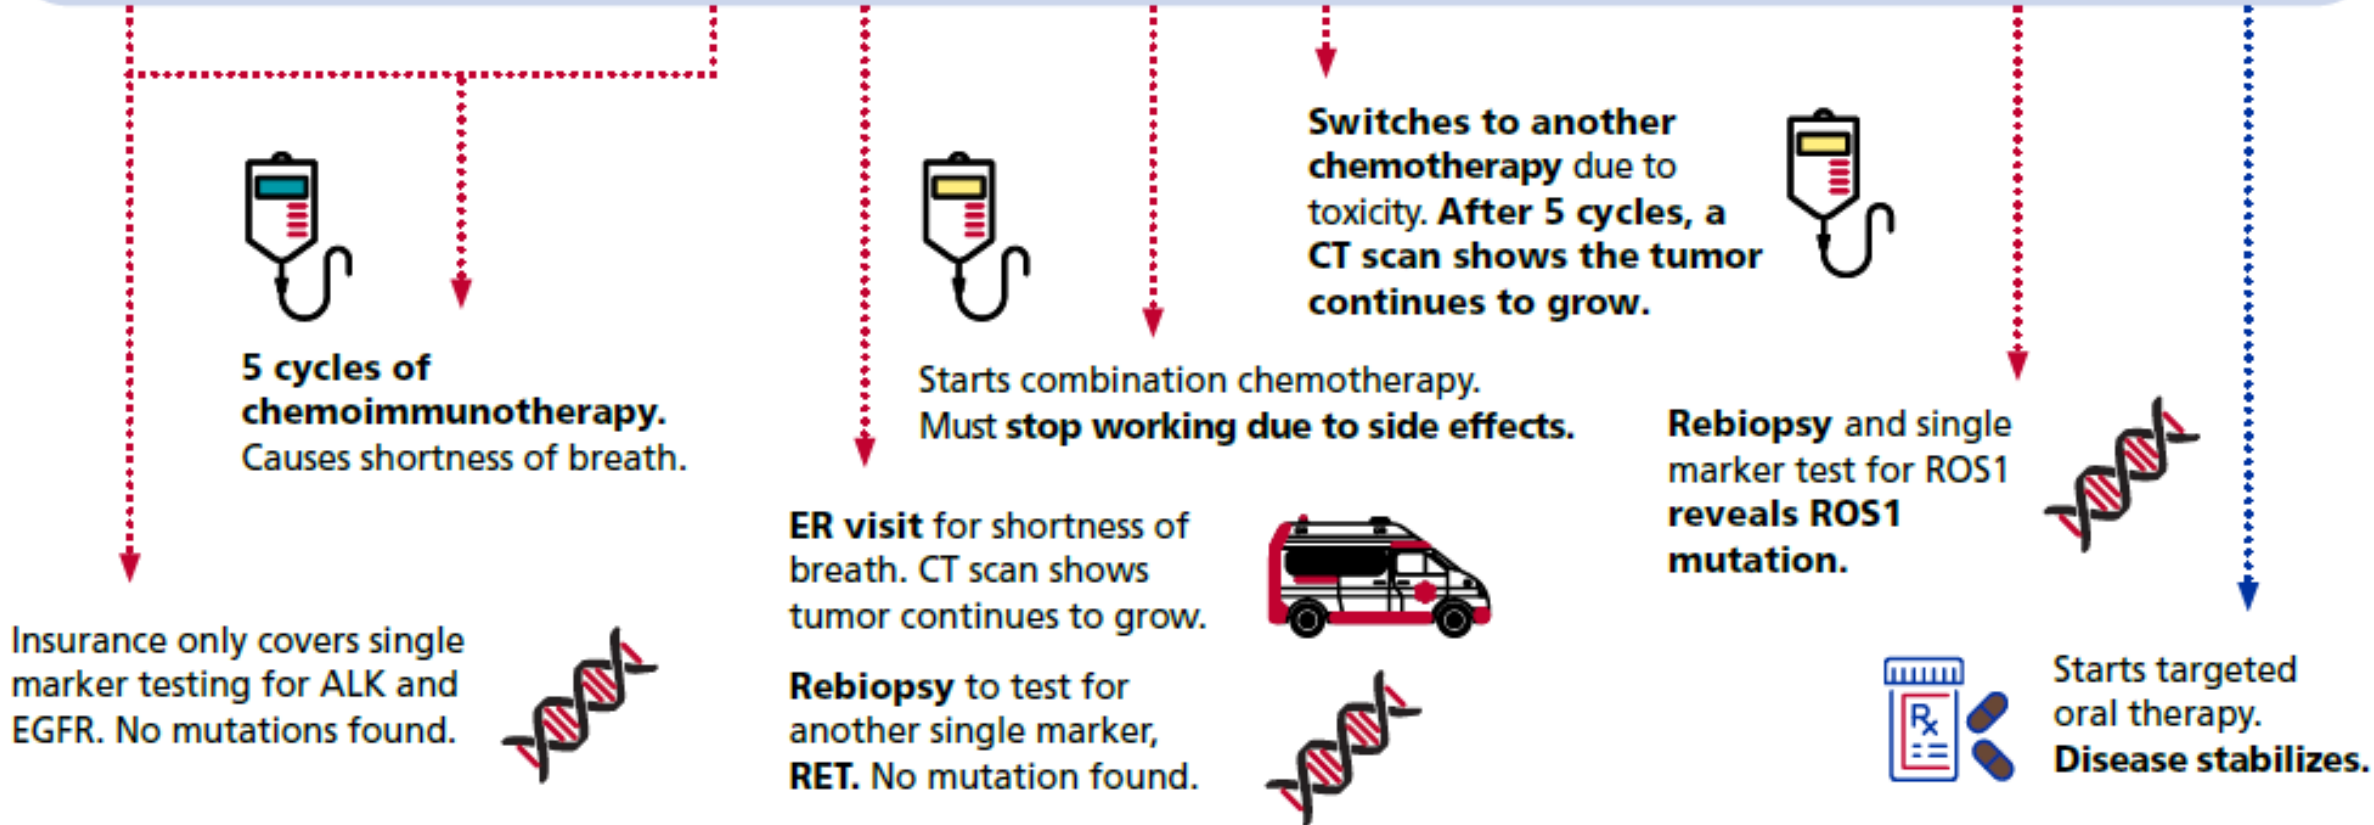 Insurance only covers single
marker testing for ALK and
EGFR. No mutations found.
5 cycles of
chemoimmunotherapy.
Causes shortness of breath.
ER visit for shortness of
breath. CT scan shows
tumor continues to grow.
Rebiopsy to test for
another single marker,
RET. No mutation found.
Starts combination chemotherapy.
Must stop working due to side effects.
Switches to another
chemotherapy due to
toxicity. After 5 cycles, a
CT scan shows the tumor
continues to grow.
Rebiopsy and single
marker test for ROS1
reveals ROS1
mutation.
Rx
Starts targeted
oral therapy.
Disease stabilizes.